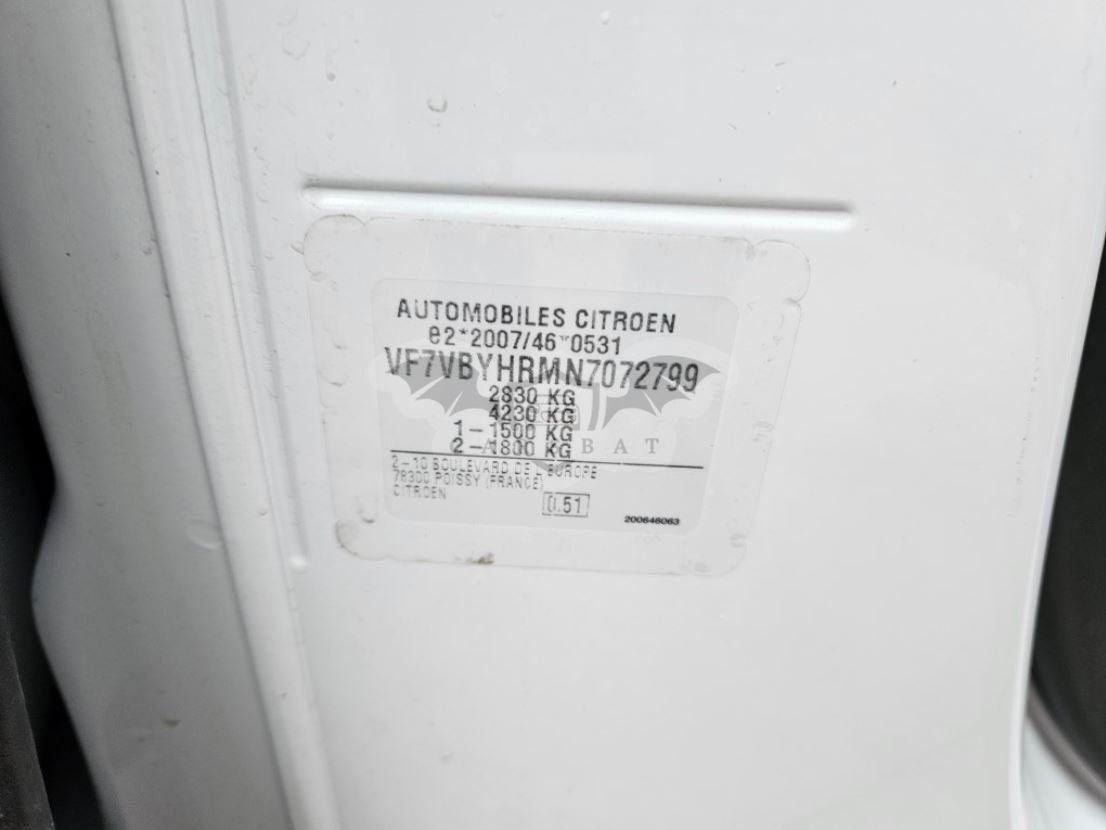 AUTOMOBILES CITROEN
e2*2007/46*0531
VF7VBYHRMN7072799
2830 KG
4230 KG
1-1500 KG
2-1800 KG
2-10 BOULEVARD DE L'EUROPE
78300 POISSY (FRANCE)
CITROEN
0.51
200646063